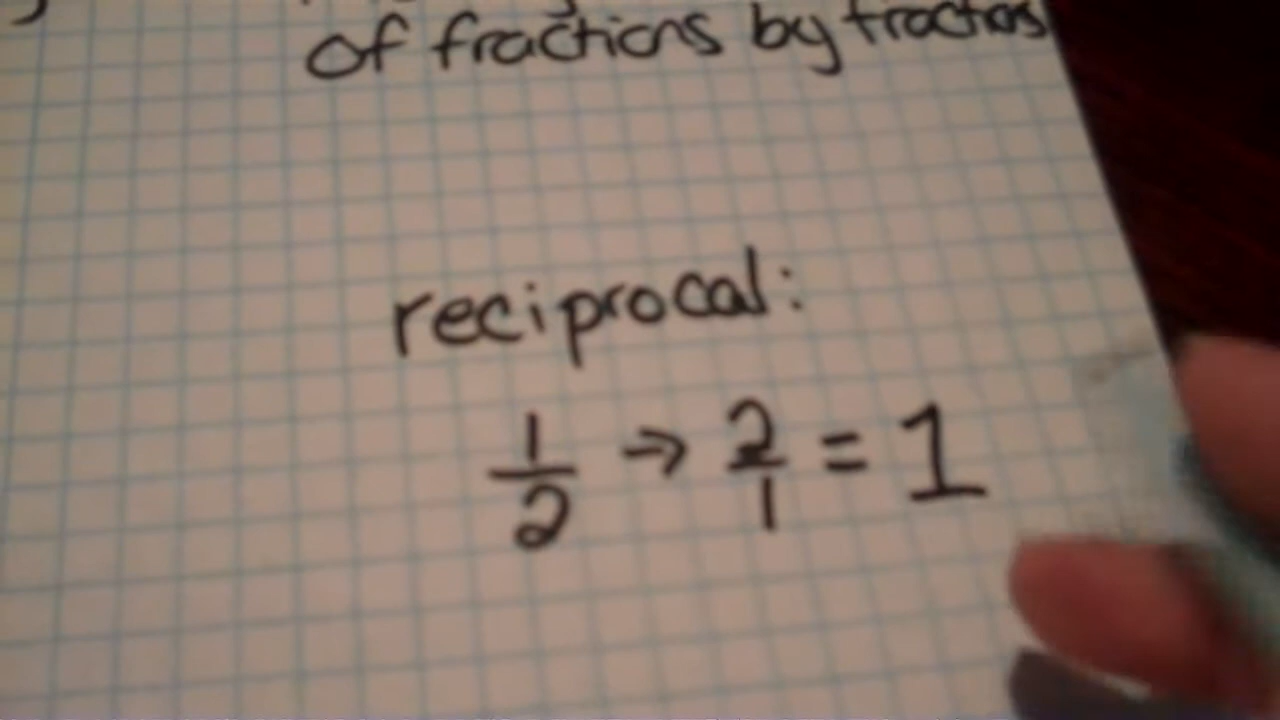 of fractions by fractions
reciprocal:
1/2 → 2/1 = 1